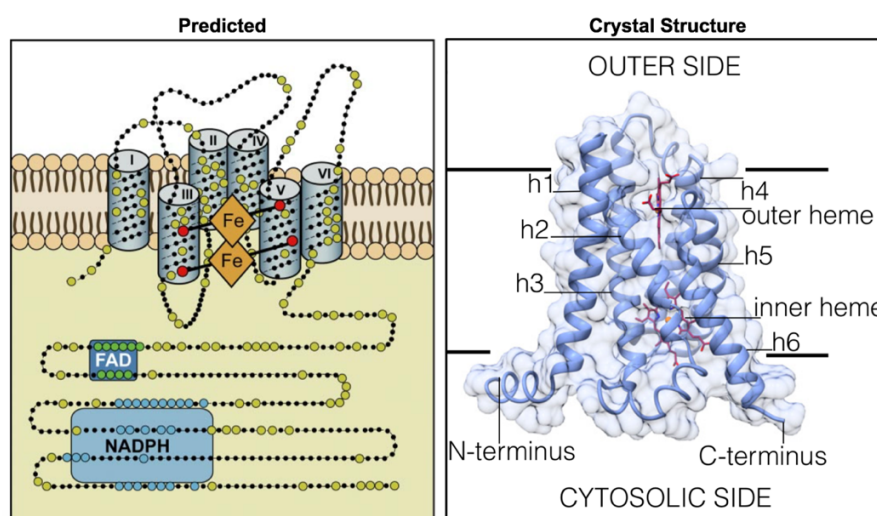 Predicted
I
II
IV
III
V
VI
Fe
Fe
FAD
NADPH
Crystal Structure
OUTER SIDE
h1
h4
outer heme
h2
h5
h3
inner heme
h6
N-terminus
C-terminus
CYTOSOLIC SIDE